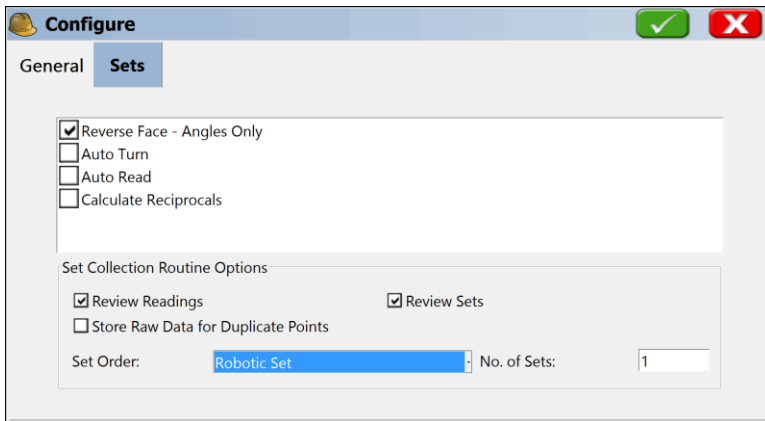 Configure
General Sets
Reverse Face - Angles Only
Auto Turn
Auto Read
Calculate Reciprocals
Set Collection Routine Options
Review Readings Review Sets
Store Raw Data for Duplicate Points
Set Order: Robotic Set No. of Sets: 1